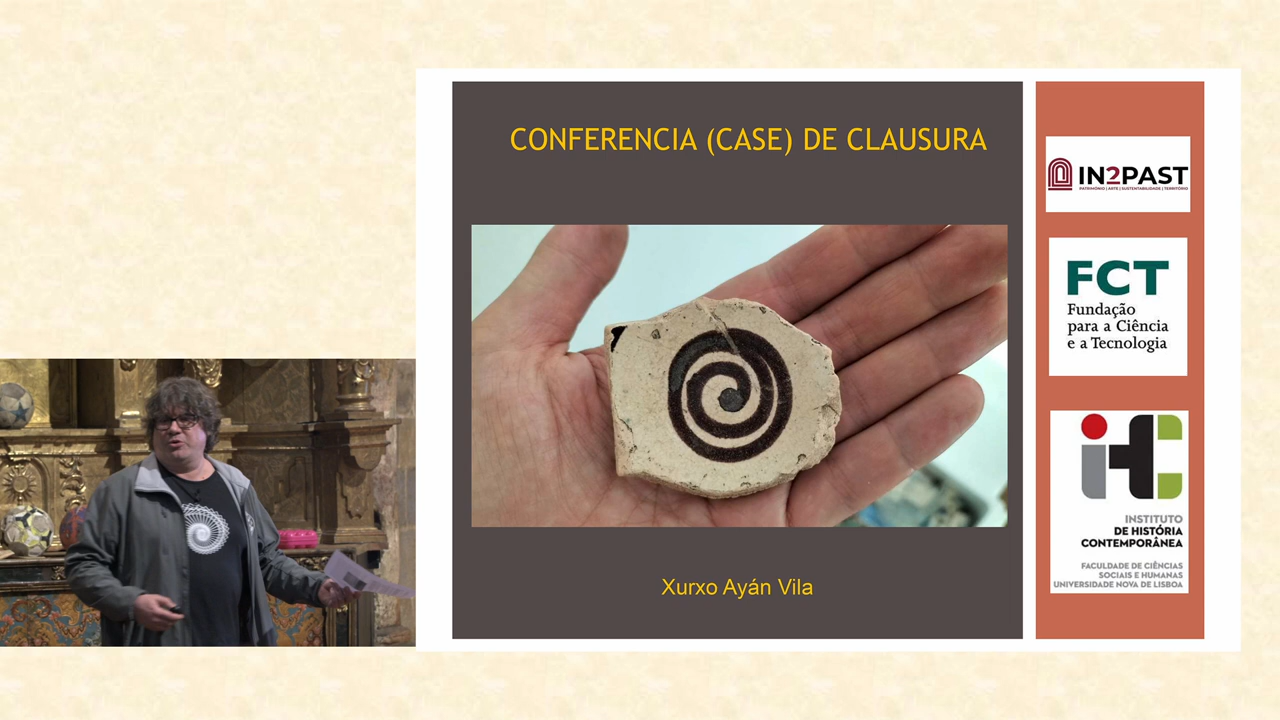 CONFERENCIA (CASE) DE CLAUSURA
Xurxo Ayán Vila
IN2PAST
PATRIMÓNIO | ARTE | SUSTENTABILIDADE | TERRITÓRIO
FCT
Fundação
para a Ciência
e a Tecnologia
iHC
INSTITUTO
DE HISTÓRIA
CONTEMPORÂNEA
FACULDADE DE CIÊNCIAS
SOCIAIS E HUMANAS
UNIVERSIDADE NOVA DE LISBOA